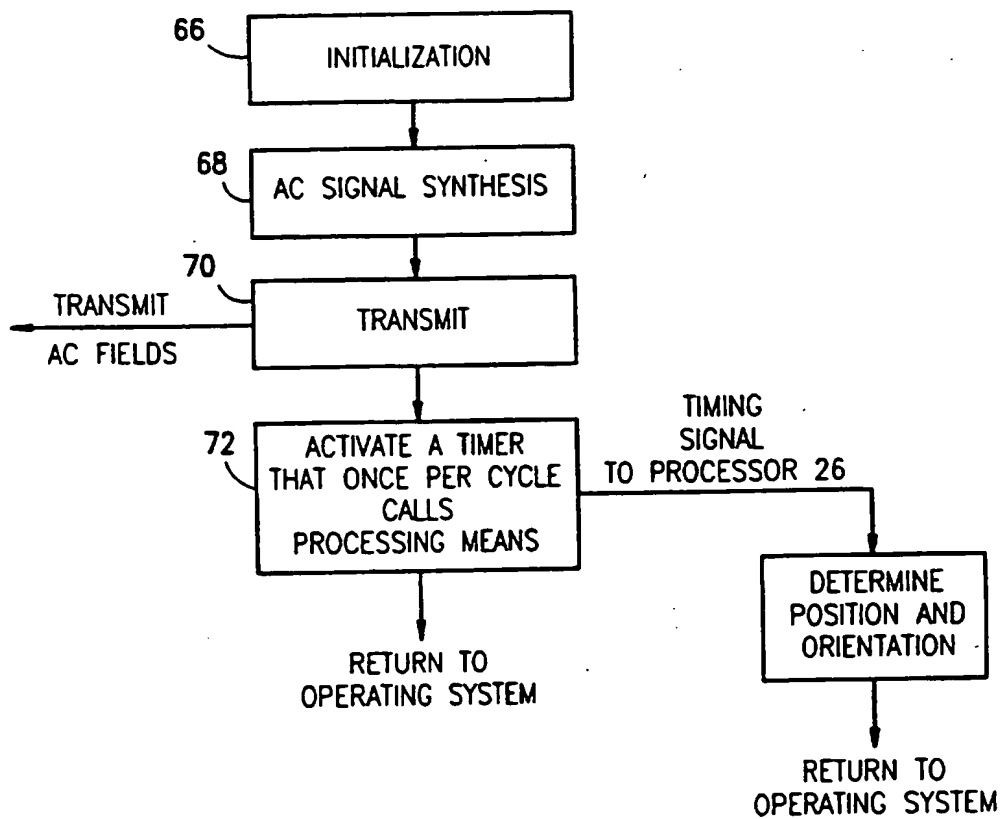 66
INITIALIZATION
68
AC SIGNAL SYNTHESIS
70
TRANSMIT
AC FIELDS
TRANSMIT
72
ACTIVATE A TIMER
THAT ONCE PER CYCLE
CALLS
PROCESSING MEANS
TIMING
SIGNAL
TO PROCESSOR 26
DETERMINE
POSITION AND
ORIENTATION
RETURN TO
OPERATING SYSTEM
RETURN TO
OPERATING SYSTEM